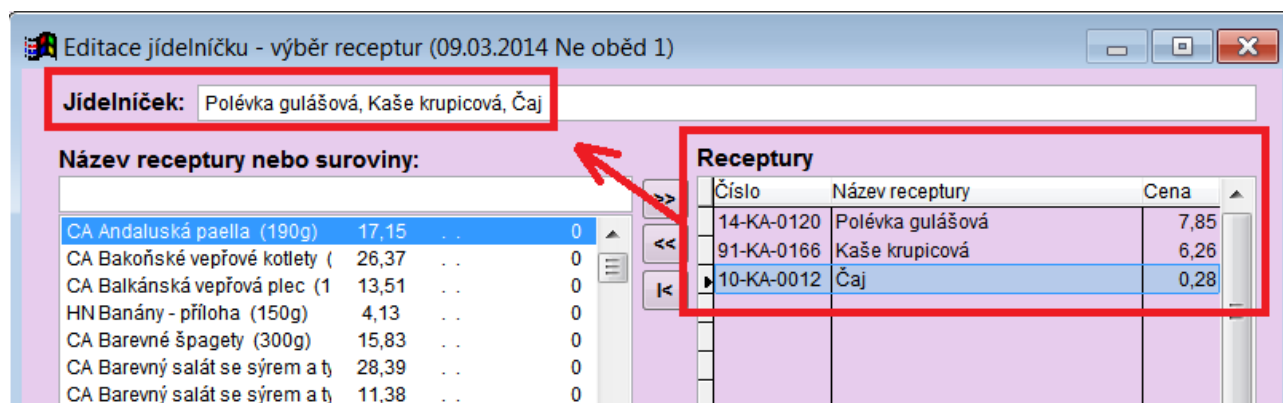 Editace jídelníčku - výběr receptur (09.03.2014 Ne oběd 1)
Jídelníček: Polévka gulášová, Kaše krupicová, Čaj
Název receptury nebo suroviny:
CA Andaluská paella (190g) 17,15 . . 0
CA Bakoňské vepřové kotlety ( 26,37 . . 0
CA Balkánská vepřová plec (1 13,51 . . 0
HN Banány - příloha (150g) 4,13 . . 0
CA Barevné špagety (300g) 15,83 . . 0
CA Barevný salát se sýrem a ty 28,39 . . 0
CA Barevný salát se sýrem a ty 11,38 . . 0
>>
<<
|<
Receptury
Číslo Název receptury Cena
14-KA-0120 Polévka gulášová 7,85
91-KA-0166 Kaše krupicová 6,26
10-KA-0012 Čaj 0,28